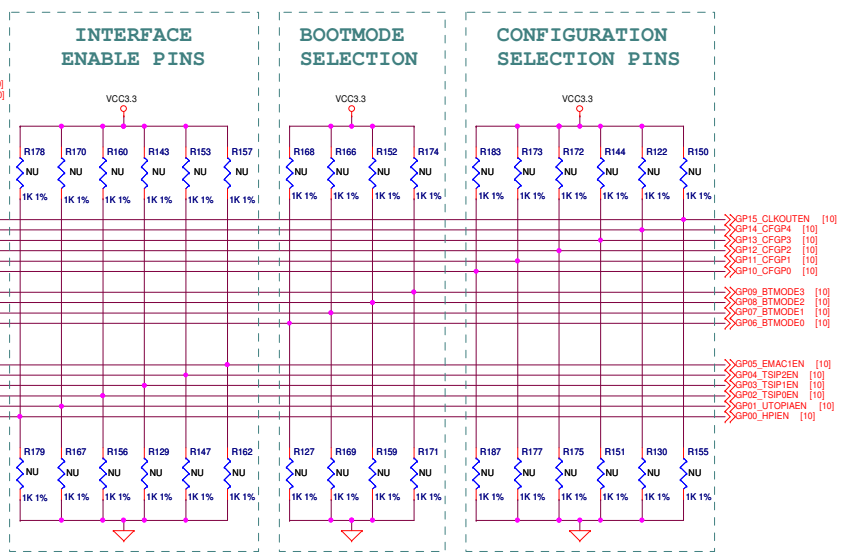 INTERFACE
ENABLE PINS
BOOTMODE
SELECTION
CONFIGURATION
SELECTION PINS
VCC3.3 VCC3.3 VCC3.3
R178 R170 R160 R143 R153 R157 R168 R166 R152 R174 R183 R173 R172 R144 R122 R150
NU NU NU NU NU NU NU NU NU NU NU NU NU NU NU NU
1K 1% 1K 1% 1K 1% 1K 1% 1K 1% 1K 1% 1K 1% 1K 1% 1K 1% 1K 1% 1K 1% 1K 1% 1K 1% 1K 1% 1K 1% 1K 1%
GP15_CLKOUTEN [10]
GP14_CFGP4 [10]
GP13_CFGP3 [10]
GP12_CFGP2 [10]
GP11_CFGP1 [10]
GP10_CFGP0 [10]
GP09_BTMODE3 [10]
GP08_BTMODE2 [10]
GP07_BTMODE1 [10]
GP06_BTMODE0 [10]
GP05_EMAC1EN [10]
GP04_TSIP2EN [10]
GP03_TSIP1EN [10]
GP02_TSIP0EN [10]
GP01_UTOPIAEN [10]
GP00_HPIEN [10]
R179 R167 R156 R129 R147 R162 R127 R169 R159 R171 R187 R177 R175 R151 R130 R155
NU NU NU NU NU NU NU NU NU NU NU NU NU NU NU NU
1K 1% 1K 1% 1K 1% 1K 1% 1K 1% 1K 1% 1K 1% 1K 1% 1K 1% 1K 1% 1K 1% 1K 1% 1K 1% 1K 1% 1K 1% 1K 1%